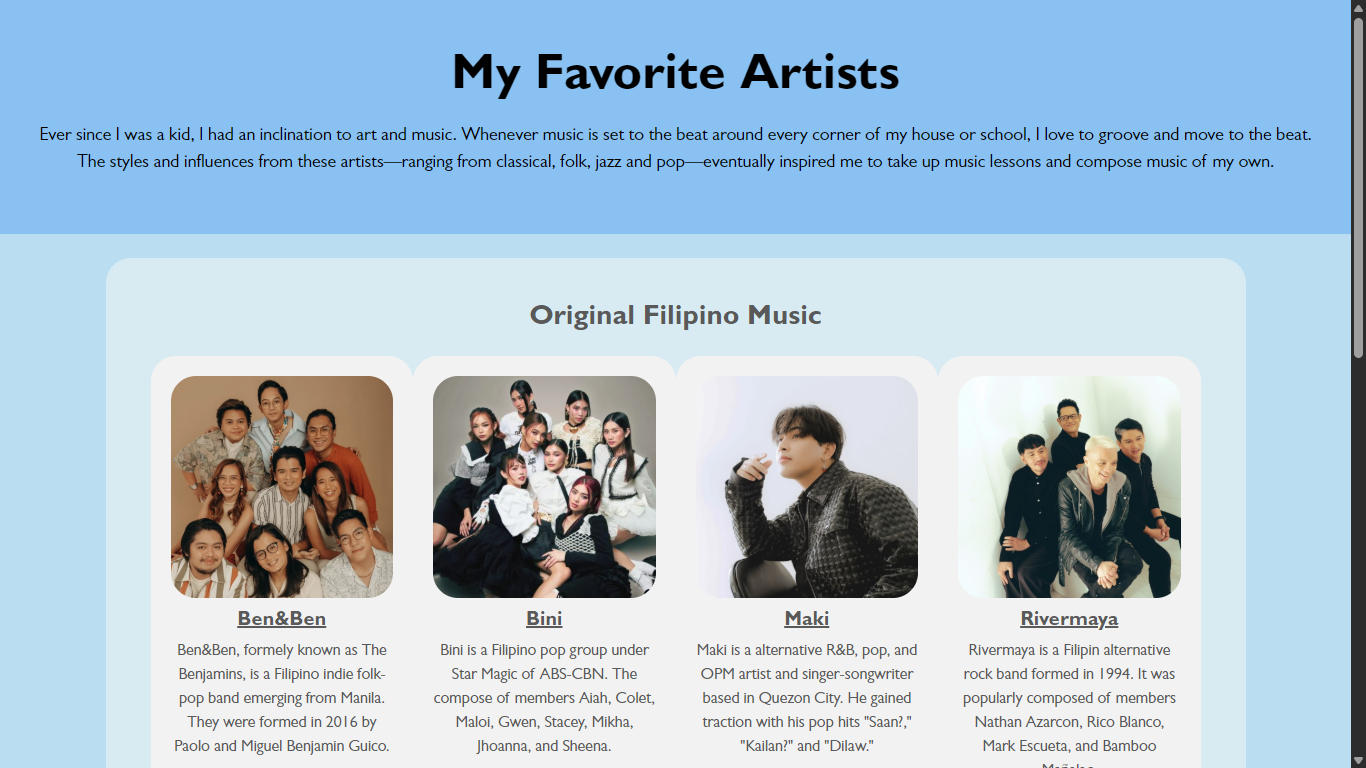 My Favorite Artists
Ever since I was a kid, I had an inclination to art and music. Whenever music is set to the beat around every corner of my house or school, I love to groove and move to the beat.
The styles and influences from these artists—ranging from classical, folk, jazz and pop—eventually inspired me to take up music lessons and compose music of my own.
Original Filipino Music
Ben&Ben
Ben&Ben, formely known as The
Benjamins, is a Filipino indie folk-
pop band emerging from Manila.
They were formed in 2016 by
Paolo and Miguel Benjamin Guico.
Bini
Bini is a Filipino pop group under
Star Magic of ABS-CBN. The
compose of members Aiah, Colet,
Maloi, Gwen, Stacey, Mikha,
Jhoanna, and Sheena.
Maki
Maki is a alternative R&B, pop, and
OPM artist and singer-songwriter
based in Quezon City. He gained
traction with his pop hits "Saan?,"
"Kailan?" and "Dilaw."
Rivermaya
Rivermaya is a Filipin alternative
rock band formed in 1994. It was
popularly composed of members
Nathan Azarcon, Rico Blanco,
Mark Escueta, and Bamboo